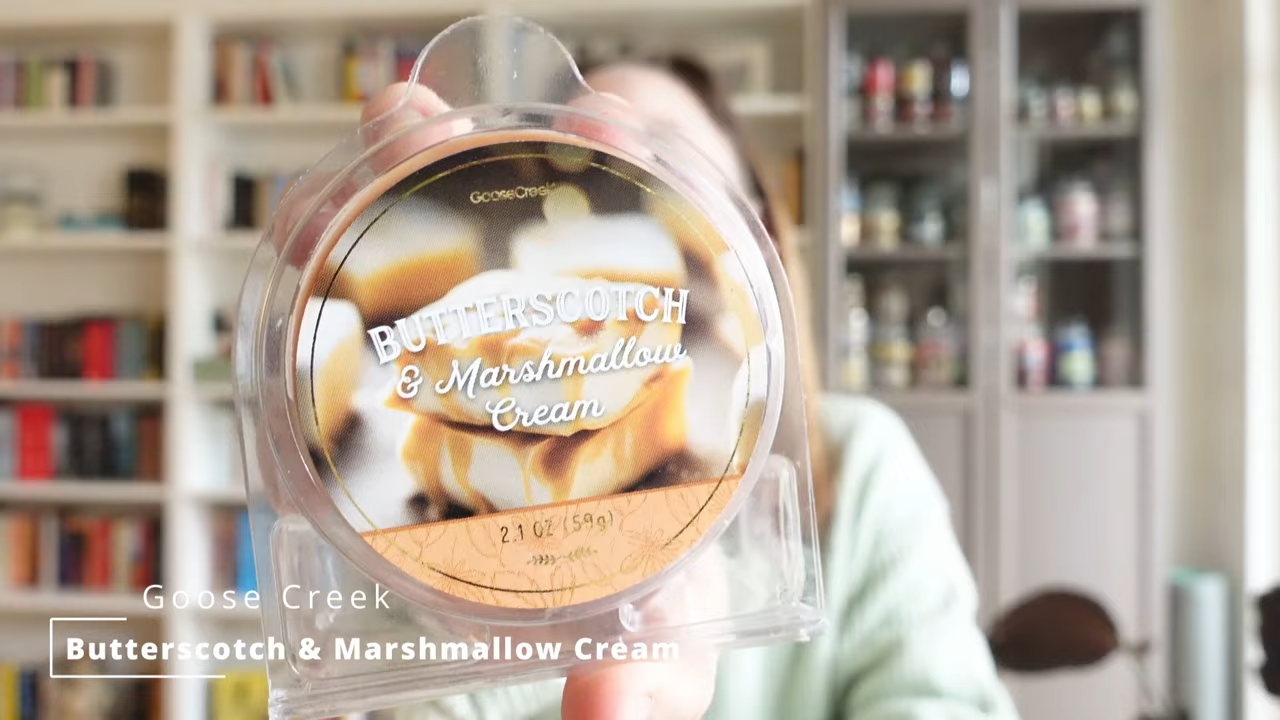 GooseCreek
BUTTERSCOTCH
& Marshmallow
Cream
2.1 OZ (59g)
Goose Creek
Butterscotch & Marshmallow Cream